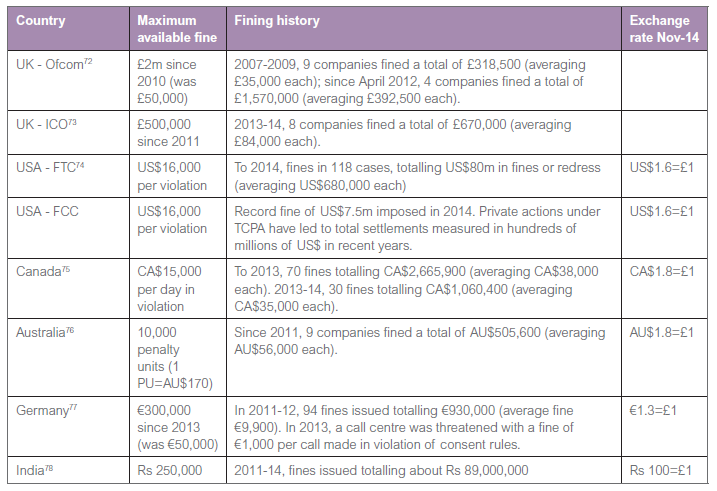 Country
Maximum
available fine
Fining history
Exchange
rate Nov-14
UK - Ofcom72
£2m since
2010 (was
£50,000)
2007-2009, 9 companies fined a total of £318,500 (averaging
£35,000 each); since April 2012, 4 companies fined a total of
£1,570,000 (averaging £392,500 each).
UK - ICO73
£500,000
since 2011
2013-14, 8 companies fined a total of £670,000 (averaging
£84,000 each).
USA - FTC74
US$16,000
per violation
To 2014, fines in 118 cases, totalling US$80m in fines or redress
(averaging US$680,000 each)
US$1.6=£1
USA - FCC
US$16,000
per violation
Record fine of US$7.5m imposed in 2014. Private actions under
TCPA have led to total settlements measured in hundreds of
millions of US$ in recent years.
US$1.6=£1
Canada75
CA$15,000
per day in
violation
To 2013, 70 fines totalling CA$2,665,900 (averaging CA$38,000
each). 2013-14, 30 fines totalling CA$1,060,400 (averaging
CA$35,000 each).
CA$1.8=£1
Australia76
10,000
penalty
units (1
PU=AU$170)
Since 2011, 9 companies fined a total of AU$505,600 (averaging
AU$56,000 each).
AU$1.8=£1
Germany77
€300,000
since 2013
(was €50,000)
In 2011-12, 94 fines issued totalling €930,000 (average fine
€9,900). In 2013, a call centre was threatened with a fine of
€1,000 per call made in violation of consent rules.
€1.3=£1
India78
Rs 250,000
2011-14, fines issued totalling about Rs 89,000,000
Rs 100=£1